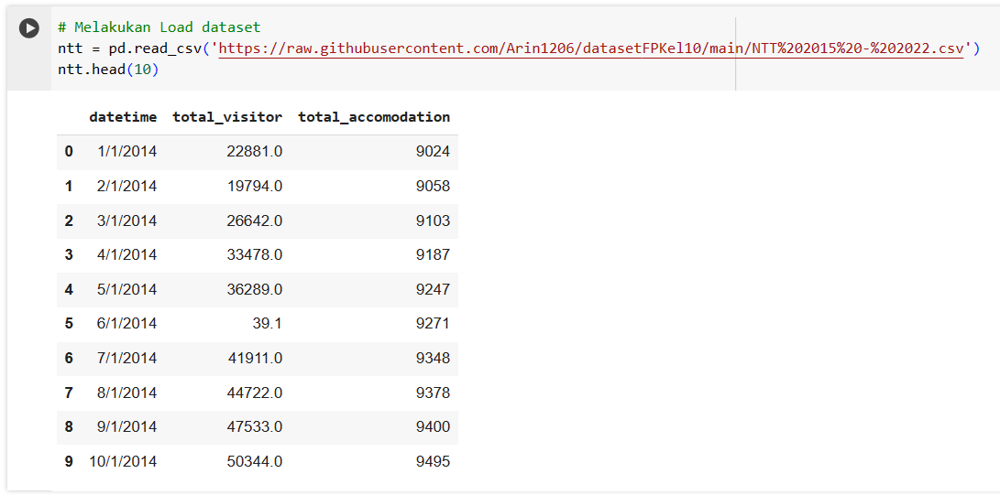 # Melakukan Load dataset
ntt = pd.read_csv('https://raw.githubusercontent.com/Arin1206/datasetFPKel10/main/NTT%202015%20-%202022.csv')
ntt.head(10)
datetime total_visitor total_accomodation
0 1/1/2014 22881.0 9024
1 2/1/2014 19794.0 9058
2 3/1/2014 26642.0 9103
3 4/1/2014 33478.0 9187
4 5/1/2014 36289.0 9247
5 6/1/2014 39.1 9271
6 7/1/2014 41911.0 9348
7 8/1/2014 44722.0 9378
8 9/1/2014 47533.0 9400
9 10/1/2014 50344.0 9495